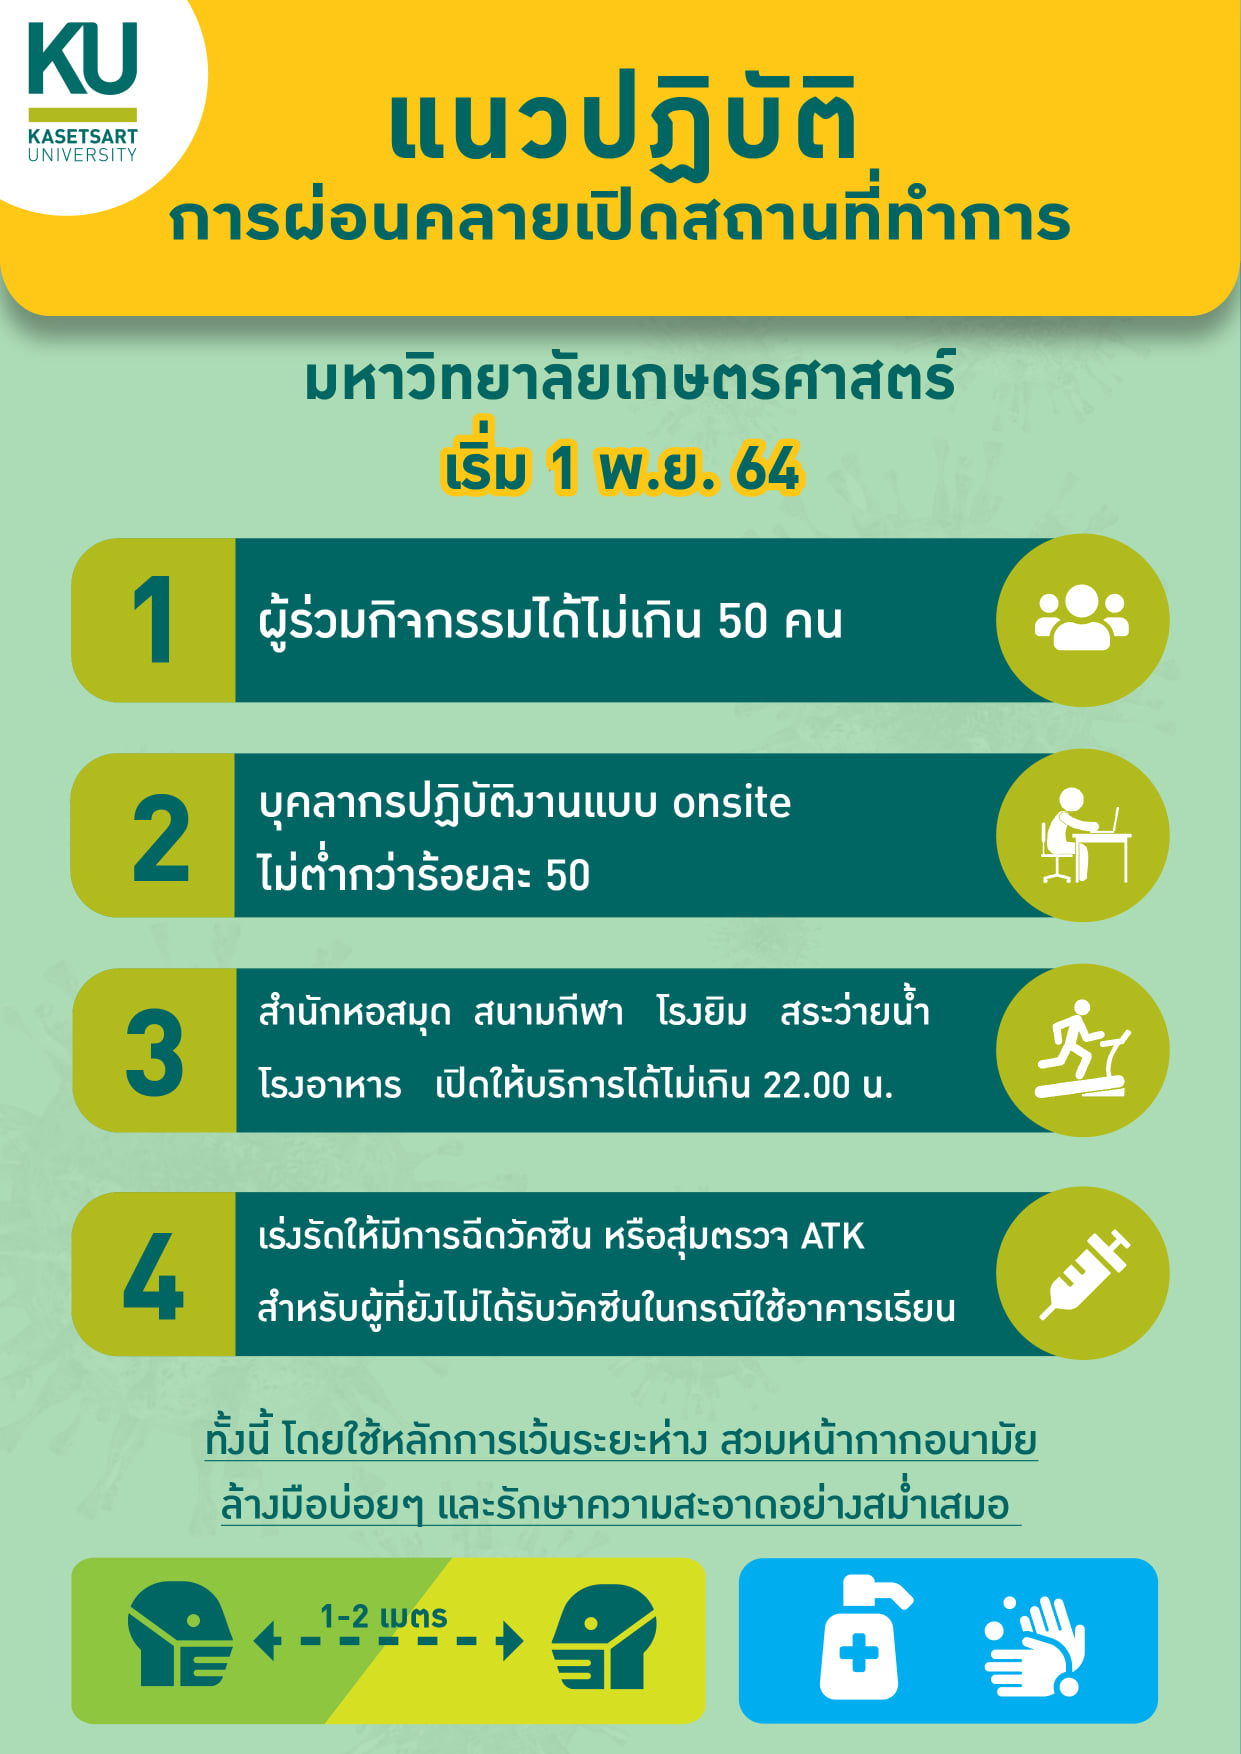 KU
KASETSART
UNIVERSITY
แนวปฏิบัติ
การผ่อนคลายเปิดสถานที่ทำการ
มหาวิทยาลัยเกษตรศาสตร์
เริ่ม 1 พ.ย. 64
1
ผู้ร่วมกิจกรรมได้ไม่เกิน 50 คน
2
บุคลากรปฏิบัติงานแบบ onsite
ไม่ต่ำกว่าร้อยละ 50
3
สำนักหอสมุด สนามกีฬา โรงยิม สระว่ายน้ำ
โรงอาหาร เปิดให้บริการได้ไม่เกิน 22.00 น.
4
เร่งรัดให้มีการฉีดวัคซีน หรือสุ่มตรวจ ATK
สำหรับผู้ที่ยังไม่ได้รับวัคซีนในกรณีใช้อาคารเรียน
ทั้งนี้ โดยใช้หลักการเว้นระยะห่าง สวมหน้ากากอนามัย
ล้างมือบ่อยๆ และรักษาความสะอาดอย่างสม่ำเสมอ
1-2 เมตร